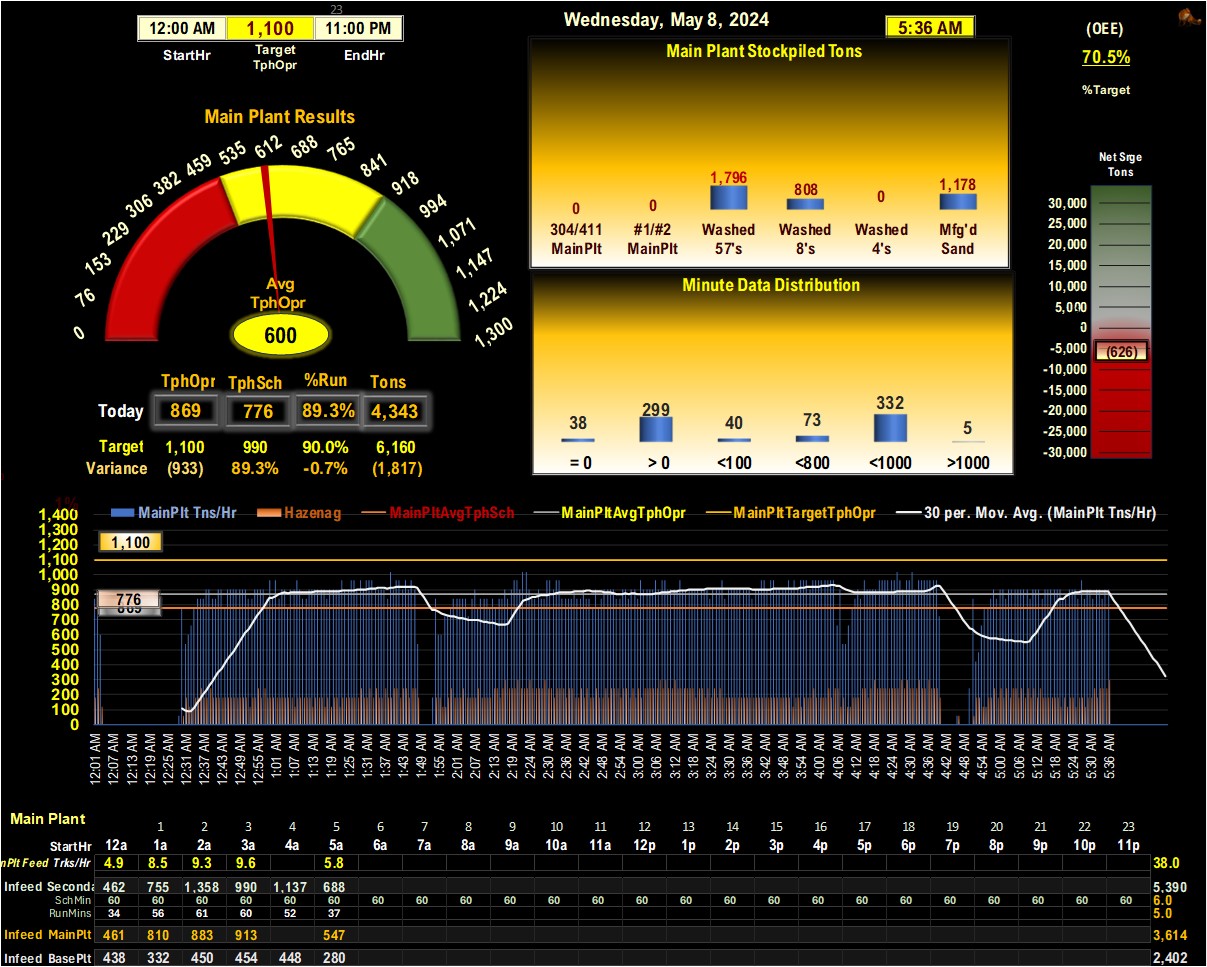 23
12:00 AM 1,100 11:00 PM
StartHr Target TphOpr EndHr
Wednesday, May 8, 2024
5:36 AM
(OEE)
70.5%
%Target
Main Plant Stockpiled Tons
0 0 1,796 808 0 1,178
304/411 #1/#2 Washed Washed Washed Mfg'd
MainPlt MainPlt 57's 8's 4's Sand
Main Plant Results
0 76 153 229 306 382 459 535 612 688 765 841 918 994 1,071 1,147 1,224 1,300
Avg
TphOpr
600
Minute Data Distribution
38 299 40 73 332 5
= 0 > 0 <100 <800 <1000 >1000
Net Srge
Tons
30,000
25,000
20,000
15,000
10,000
5,000
0
-5,000
(626)
-10,000
-15,000
-20,000
-25,000
-30,000
TphOpr TphSch %Run Tons
Today 869 776 89.3% 4,343
Target 1,100 990 90.0% 6,160
Variance (933) 89.3% -0.7% (1,817)
1%
MainPlt Tns/Hr Hazenag MainPltAvgTphSch MainPltAvgTphOpr MainPltTargetTphOpr 30 per. Mov. Avg. (MainPlt Tns/Hr)
1,400
1,300
1,200
1,100
1,000
900
800
700
600
500
400
300
200
100
0
1,100
776
869
12:01 AM 12:07 AM 12:13 AM 12:19 AM 12:25 AM 12:31 AM 12:37 AM 12:43 AM 12:49 AM 12:55 AM 1:01 AM 1:07 AM 1:13 AM 1:19 AM 1:25 AM 1:31 AM 1:37 AM 1:43 AM 1:49 AM 1:55 AM 2:01 AM 2:07 AM 2:13 AM 2:19 AM 2:24 AM 2:30 AM 2:36 AM 2:42 AM 2:48 AM 2:54 AM 3:00 AM 3:06 AM 3:12 AM 3:18 AM 3:24 AM 3:30 AM 3:36 AM 3:42 AM 3:48 AM 3:54 AM 4:00 AM 4:06 AM 4:12 AM 4:18 AM 4:24 AM 4:30 AM 4:36 AM 4:42 AM 4:48 AM 4:54 AM 5:00 AM 5:06 AM 5:12 AM 5:18 AM 5:24 AM 5:30 AM 5:36 AM
Main Plant
1 2 3 4 5 6 7 8 9 10 11 12 13 14 15 16 17 18 19 20 21 22 23
StartHr 12a 1a 2a 3a 4a 5a 6a 7a 8a 9a 10a 11a 12p 1p 2p 3p 4p 5p 6p 7p 8p 9p 10p 11p
nPlt Feed Trks/Hr 4.9 8.5 9.3 9.6 5.8 38.0
Infeed Seconda 462 755 1,358 990 1,137 688 5,390
SchMin 60 60 60 60 60 60 60 60 60 60 60 60 60 60 60 60 60 60 60 60 60 60 60 60 6.0
RunMins 34 56 61 60 52 37 5.0
Infeed MainPlt 461 810 883 913 547 3,614
Infeed BasePlt 438 332 450 454 448 280 2,402